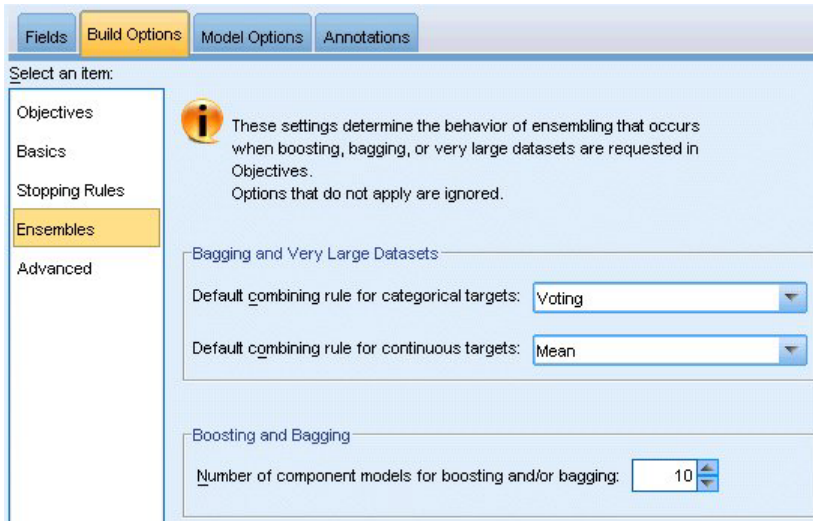 Fields Build Options Model Options Annotations
Select an item:
Objectives
Basics
Stopping Rules
Ensembles
Advanced
These settings determine the behavior of ensembling that occurs
when boosting, bagging, or very large datasets are requested in
Objectives.
Options that do not apply are ignored.
Bagging and Very Large Datasets
Default combining rule for categorical targets: Voting
Default combining rule for continuous targets: Mean
Boosting and Bagging
Number of component models for boosting and/or bagging: 10